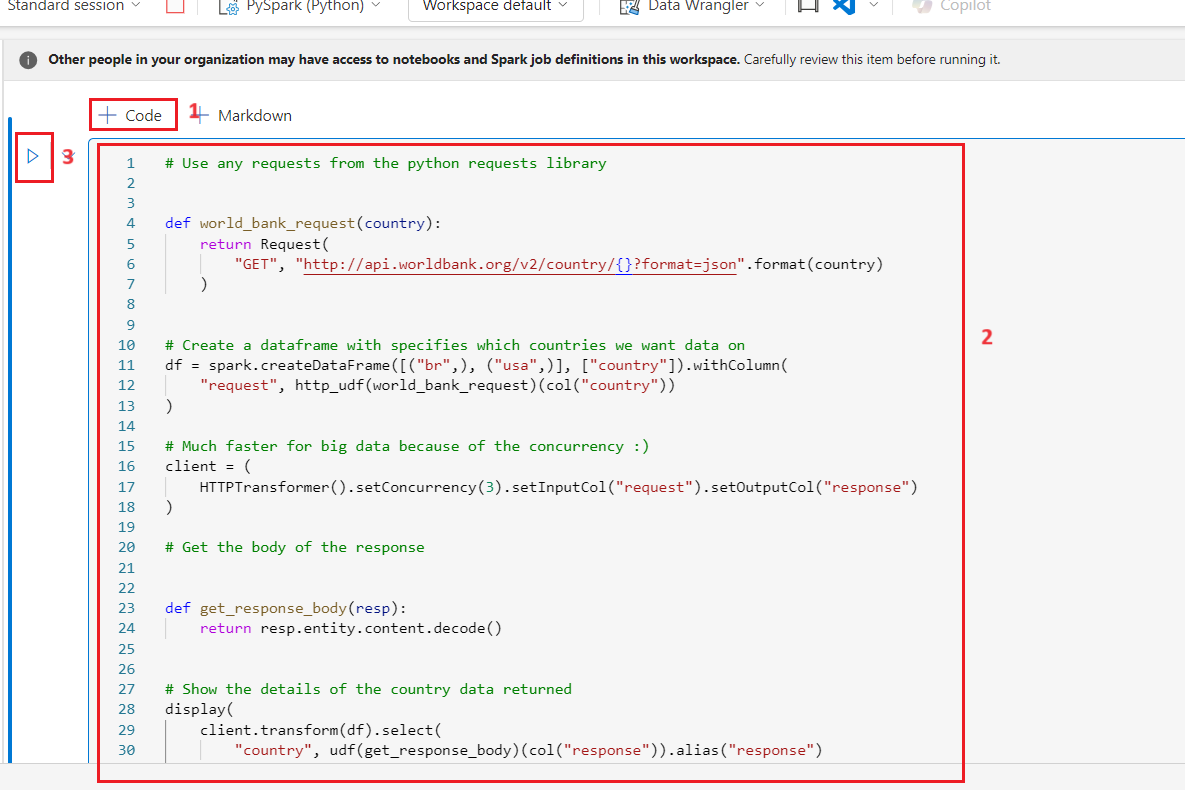 Standard session PySpark (Python) Workspace default Data Wrangler Copilot
Other people in your organization may have access to notebooks and Spark job definitions in this workspace. Carefully review this item before running it.
+ Code 1 + Markdown
3
1 # Use any requests from the python requests library
2
3
4 def world_bank_request(country):
5 return Request(
6 "GET", "http://api.worldbank.org/v2/country/{}?format=json".format(country)
7 )
8
9
2
10 # Create a dataframe with specifies which countries we want data on
11 df = spark.createDataFrame([("br",), ("usa",)], ["country"]).withColumn(
12 "request", http_udf(world_bank_request)(col("country"))
13 )
14
15 # Much faster for big data because of the concurrency :)
16 client = (
17 HTTPTransformer().setConcurrency(3).setInputCol("request").setOutputCol("response")
18 )
19
20 # Get the body of the response
21
22
23 def get_response_body(resp):
24 return resp.entity.content.decode()
25
26
27 # Show the details of the country data returned
28 display(
29 client.transform(df).select(
30 "country", udf(get_response_body)(col("response")).alias("response")